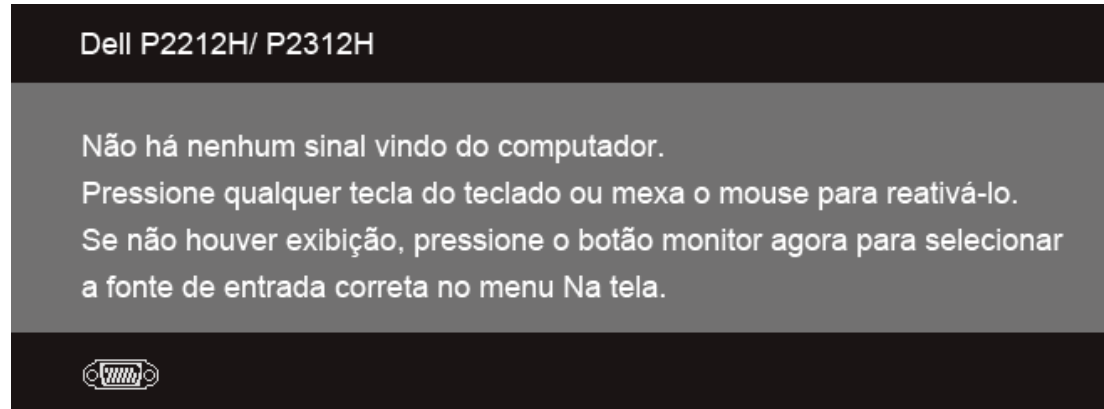 Dell P2212H/ P2312H
Não há nenhum sinal vindo do computador.
Pressione qualquer tecla do teclado ou mexa o mouse para reativá-lo.
Se não houver exibição, pressione o botão monitor agora para selecionar
a fonte de entrada correta no menu Na tela.